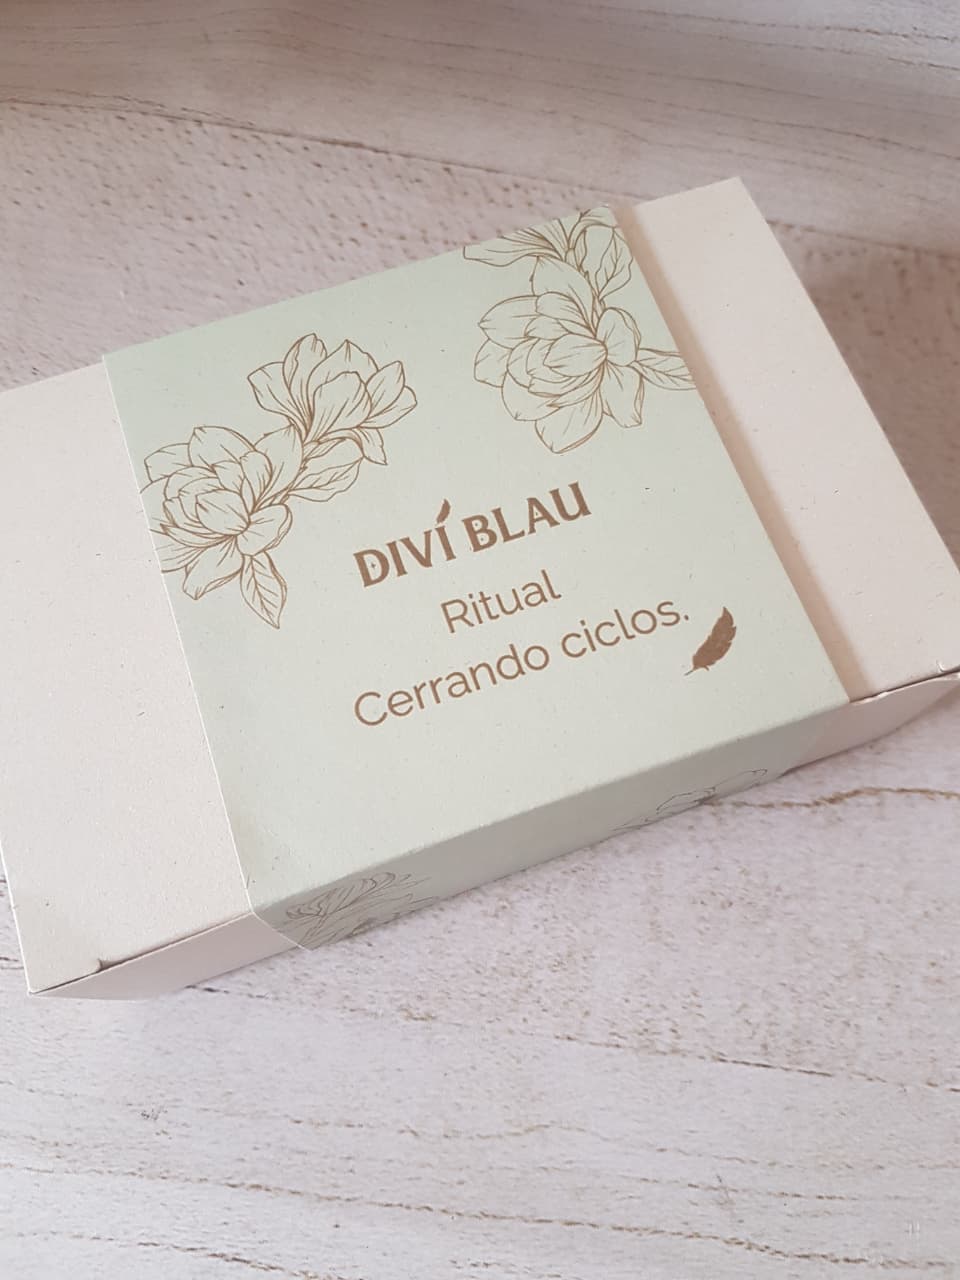 DIVÍ BLAU
Ritual
Cerrando ciclos.